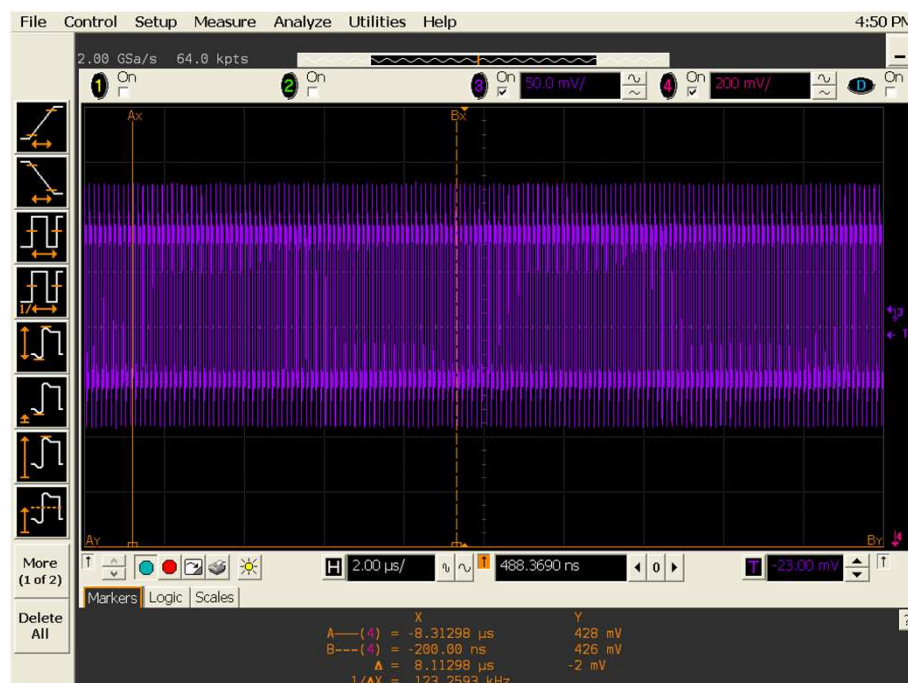 File Control Setup Measure Analyze Utilities Help 4:50 PM
2.00 GSa/s 64.0 kpts
1 On 2 On 3 On 50.0 mV/ 4 On 200 mV/ D On
Ax Bx
3
T
1/
Ay By
More
(1 of 2)
H 2.00 µs/ 488.3690 ns 0 T -23.00 mV
Markers Logic Scales
Delete
All
X Y
A———(4) = -8.31298 µs 428 mV
B---(4) = -200.00 ns 426 mV
Δ = 8.11298 µs -2 mV
1/ΔX = 123.2593 kHz